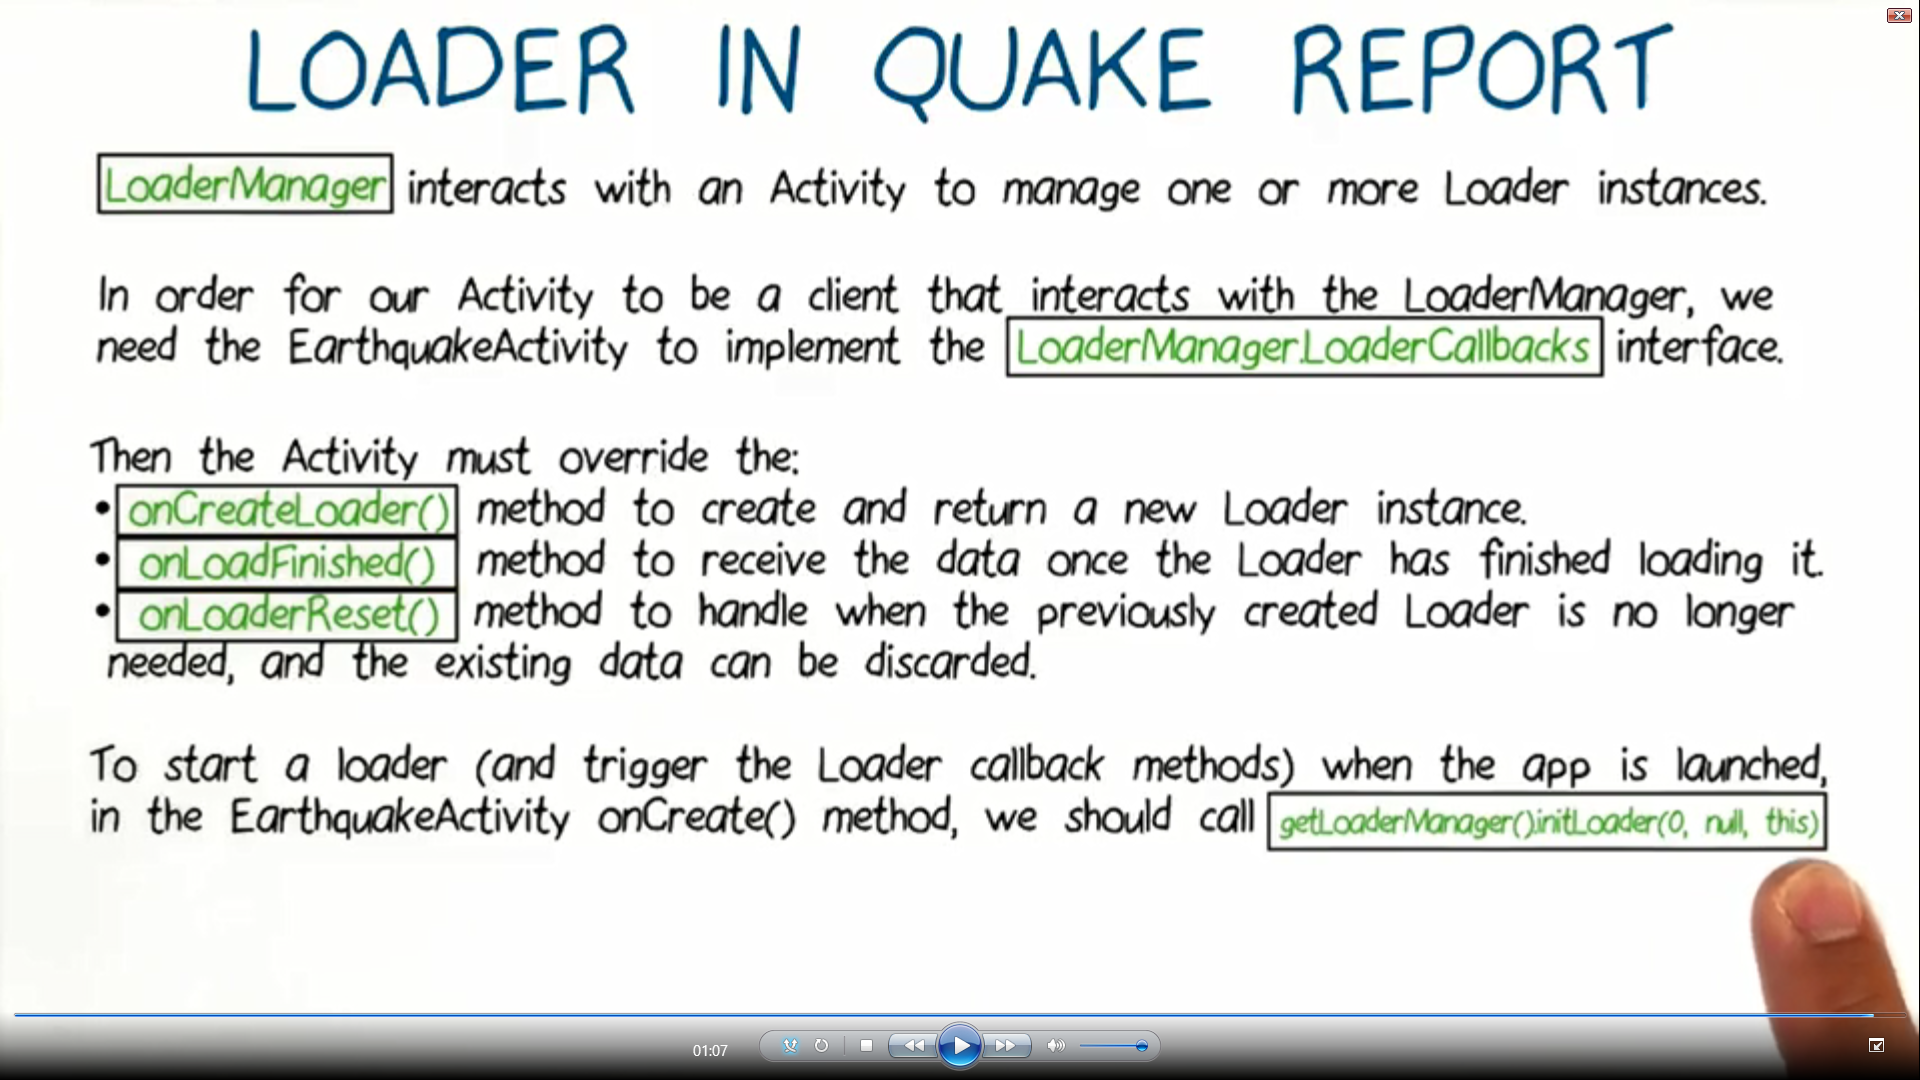 LOADER IN QUAKE REPORT
LoaderManager interacts with an Activity to manage one or more Loader instances.
In order for our Activity to be a client that interacts with the LoaderManager, we
need the EarthquakeActivity to implement the LoaderManager.LoaderCallbacks interface.
Then the Activity must override the:
• onCreateLoader() method to create and return a new Loader instance.
• onLoadFinished() method to receive the data once the Loader has finished loading it.
• onLoaderReset() method to handle when the previously created Loader is no longer
needed, and the existing data can be discarded.
To start a loader (and trigger the Loader callback methods) when the app is launched,
in the EarthquakeActivity onCreate() method, we should call getLoaderManager().initLoader(0, null, this)
01:07